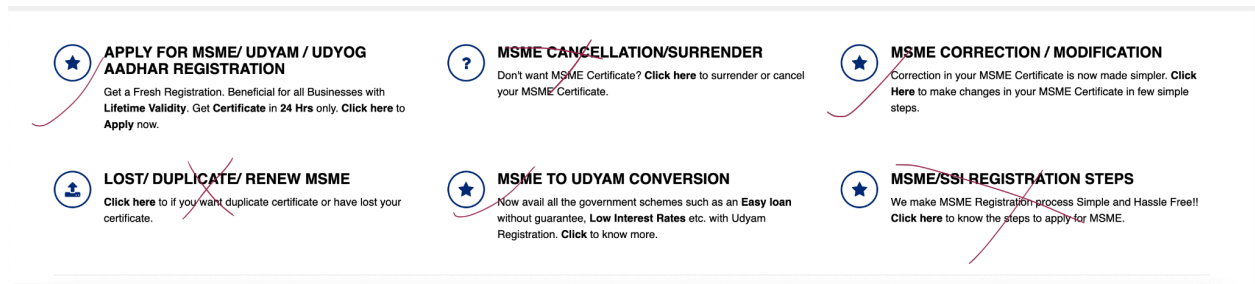 APPLY FOR MSME/ UDYAM / UDYOG
AADHAR REGISTRATION
Get a Fresh Registration. Beneficial for all Businesses with
Lifetime Validity. Get Certificate in 24 Hrs only. Click here to
Apply now.
?
MSME CANCELLATION/SURRENDER
Don't want MSME Certificate? Click here to surrender or cancel
your MSME Certificate.
MSME CORRECTION / MODIFICATION
Correction in your MSME Certificate is now made simpler. Click
Here to make changes in your MSME Certificate in few simple
steps.
LOST/ DUPLICATE/ RENEW MSME
Click here to if you want duplicate certificate or have lost your
certificate.
MSME TO UDYAM CONVERSION
Now avail all the government schemes such as an Easy loan
without guarantee, Low Interest Rates etc. with Udyam
Registration. Click to know more.
MSME/SSI REGISTRATION STEPS
We make MSME Registration process Simple and Hassle Free!!
Click here to know the steps to apply for MSME.